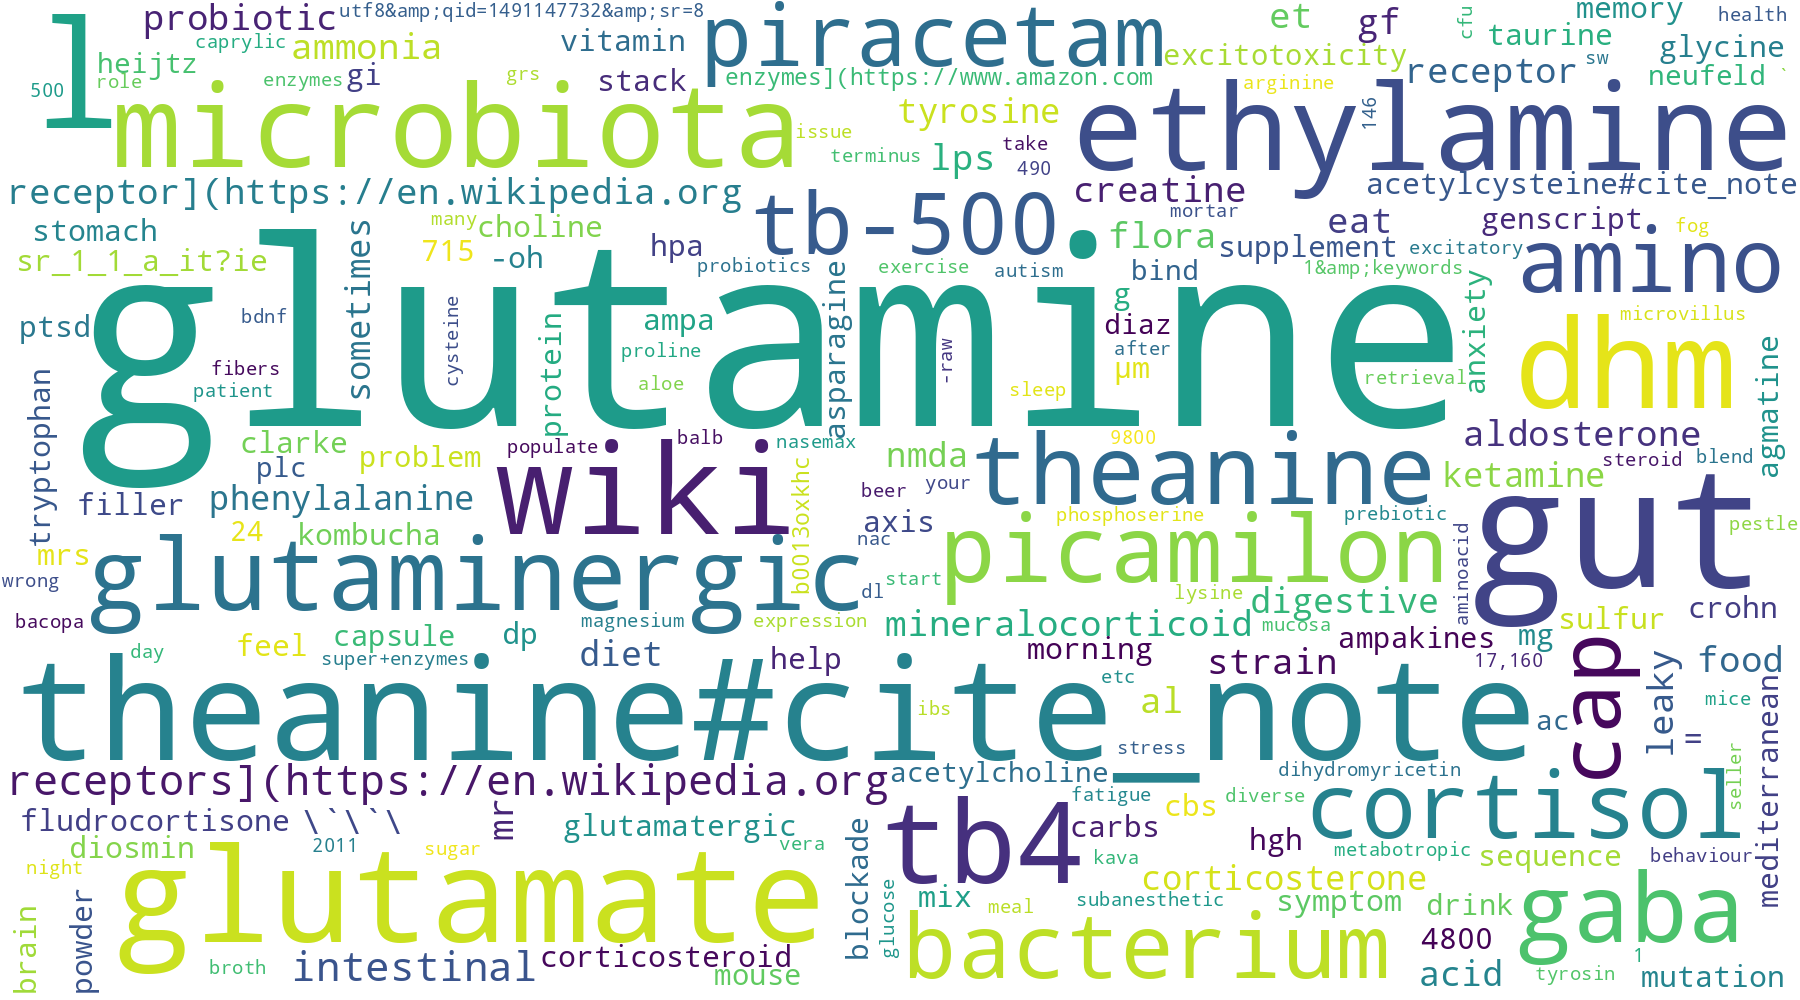 probiotic
utf8&amp;qid=1491147732&amp;sr=8
piracetam
et
gf
cfu
memory
health
l
caprylic
ammonia
vitamin
excitotoxicity
taurine
glycine
heijtz
role
enzymes
gi
grs
stack
enzymes](https://www.amazon.com
receptor
sw
neufeld
`
500
microbiota
issue
tyrosine
arginine
ethylamine
146
terminus
lps
take
490
receptor](https://en.wikipedia.org
tb-500
creatine
acetylcysteine#cite_note
mortar
stomach
sometimes
many
choline
hpa
flora
eat
genscript
fog
supplement
excitatory
amino
sr_1_1_a_it?ie
715
-oh
probiotics
exercise
autism
bind
1&amp;keywords
glutamine
ptsd
bdnf
cysteine
protein
ampa
asparagine
g
diaz
anxiety
microvillus
dhm
fibers
patient
proline
aloe
-raw
after
µm
sleep
retrieval
agmatine
tryptophan
clarke
plc
problem
populate
balb
nasemax
wiki
nmda
theanine
9800
aldosterone
steroid
blend
ketamine
filler
phenylalanine
b0013oxkhc
beer
your
24
kombucha
axis
phosphoserine
prebiotic
gut
pestle
mrs
wrong
glutaminergic
nac
picamilon
aminoacid
dl
start
lysine
digestive
sulfur
crohn
bacopa
feel
capsule
dp
magnesium
expression
mineralocorticoid
mucosa
ampakines
mg
cap
day
super+enzymes
diet
help
morning
strain
17,160
leaky
food
theanine#cite_note
etc
ibs
al
ac
mice
stress
=
receptors](https://en.wikipedia.org
acetylcholine
dihydromyricetin
seller
mediterranean
fludrocortisone
\`\`\
mr
glutamatergic
fatigue
cbs
diverse
cortisol
diosmin
2011
sugar
vera
blockade
tb4
carbs
hgh
metabotropic
kava
sequence
behaviour
night
glutamate
corticosterone
brain
powder
glucose
mix
meal
subanesthetic
symptom
drink
gaba
broth
intestinal
corticosteroid
mouse
bacterium
4800
acid
tyrosin
1
mutation